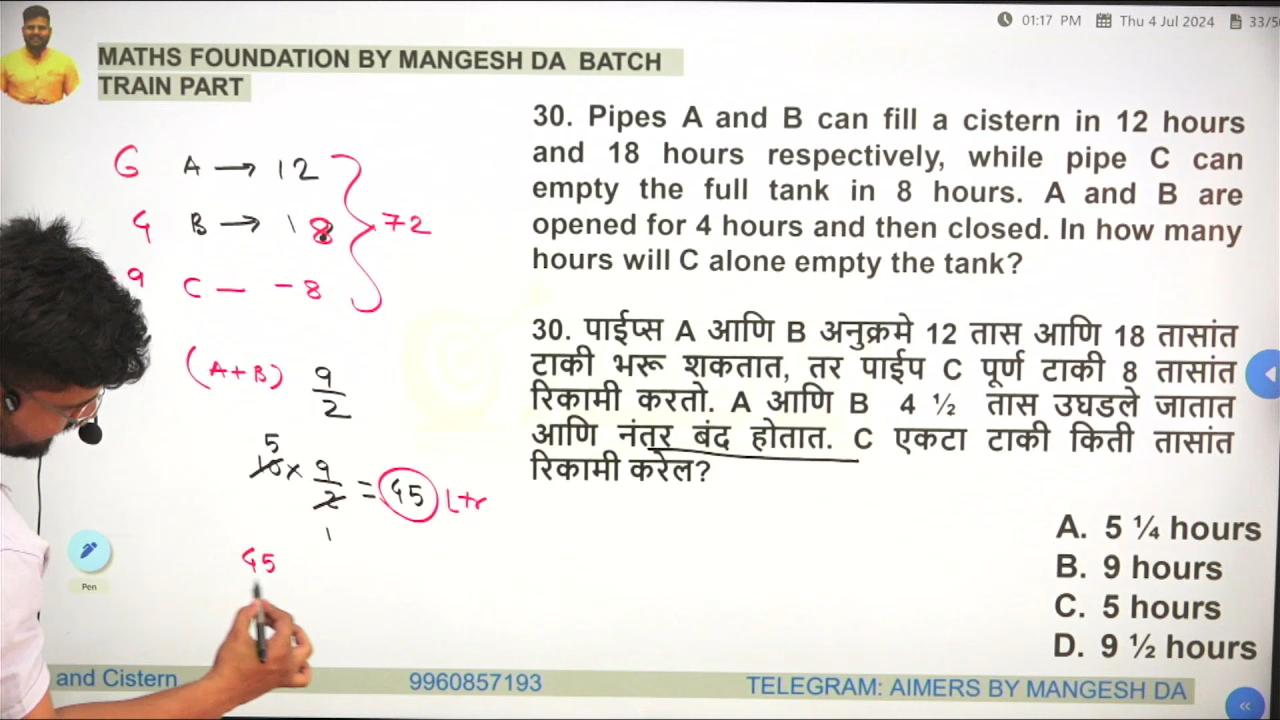 01:17 PM Thu 4 Jul 2024 33/5
MATHS FOUNDATION BY MANGESH DA BATCH
TRAIN PART
6 A → 12
4 B → 18
9 C — - 8
72
(A+B) 9/2
5
10 × 9/2 = 45 Ltr
1
45
30. Pipes A and B can fill a cistern in 12 hours
and 18 hours respectively, while pipe C can
empty the full tank in 8 hours. A and B are
opened for 4 hours and then closed. In how many
hours will C alone empty the tank?
30. पाईप्स A आणि B अनुक्रमे 12 तास आणि 18 तासांत
टाकी भरू शकतात, तर पाईप C पूर्ण टाकी 8 तासांत
रिकामी करतो. A आणि B 4 ½ तास उघडले जातात
आणि नंतर बंद होतात. C एकटा टाकी किती तासांत
रिकामी करेल?
A. 5 ¼ hours
B. 9 hours
C. 5 hours
D. 9 ½ hours
Pen
and Cistern 9960857193 TELEGRAM: AIMERS BY MANGESH DA